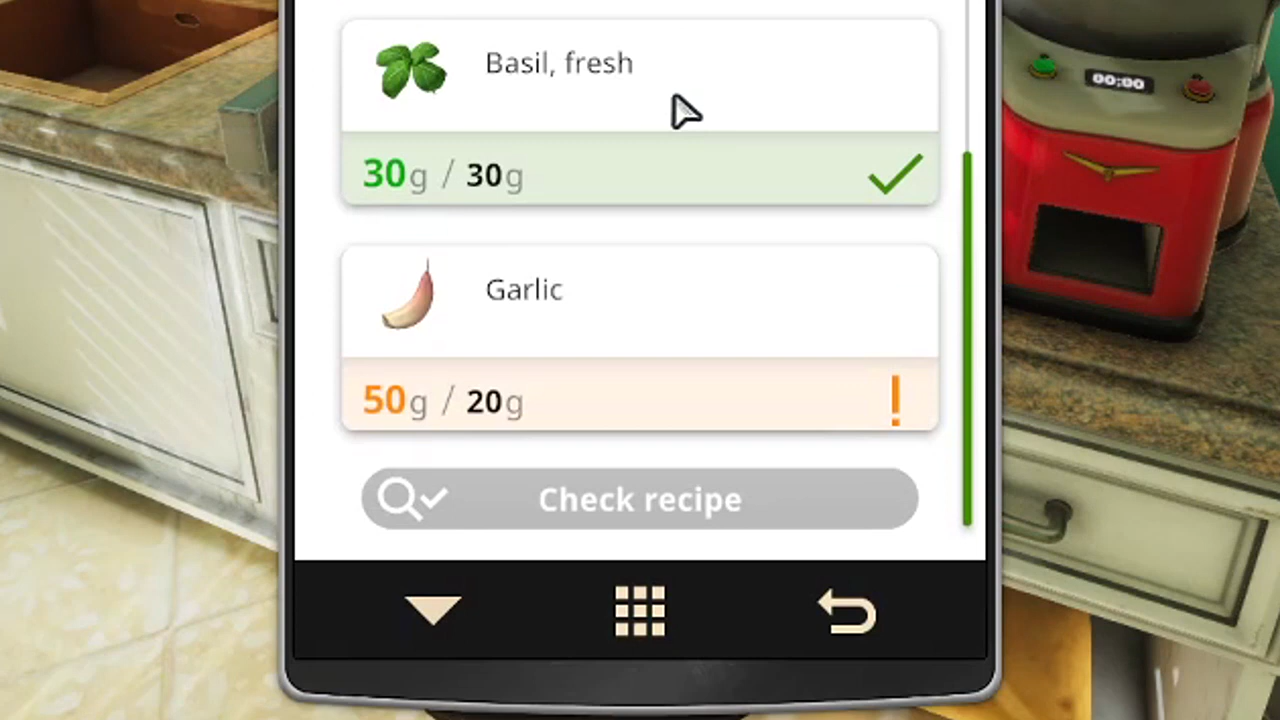 Basil, fresh
30g / 30g
Garlic
50g / 20g
!
Check recipe
00:00